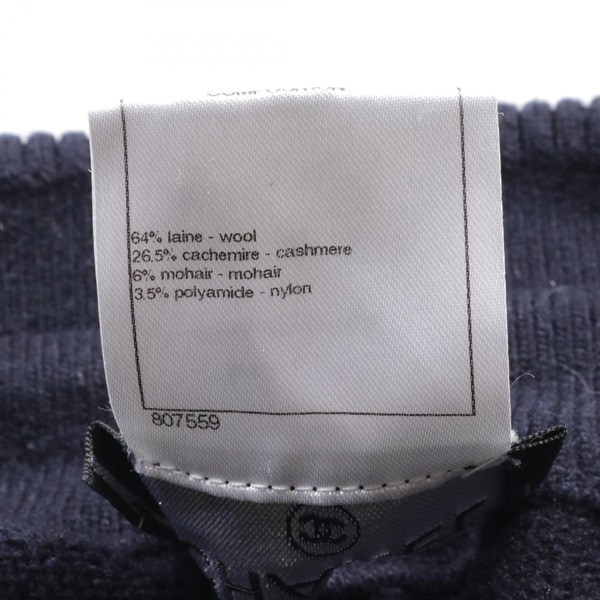 64% laine - wool
26.5% cachemire - cashmere
6% mohair - mohair
3.5% polyamide - nylon
807559